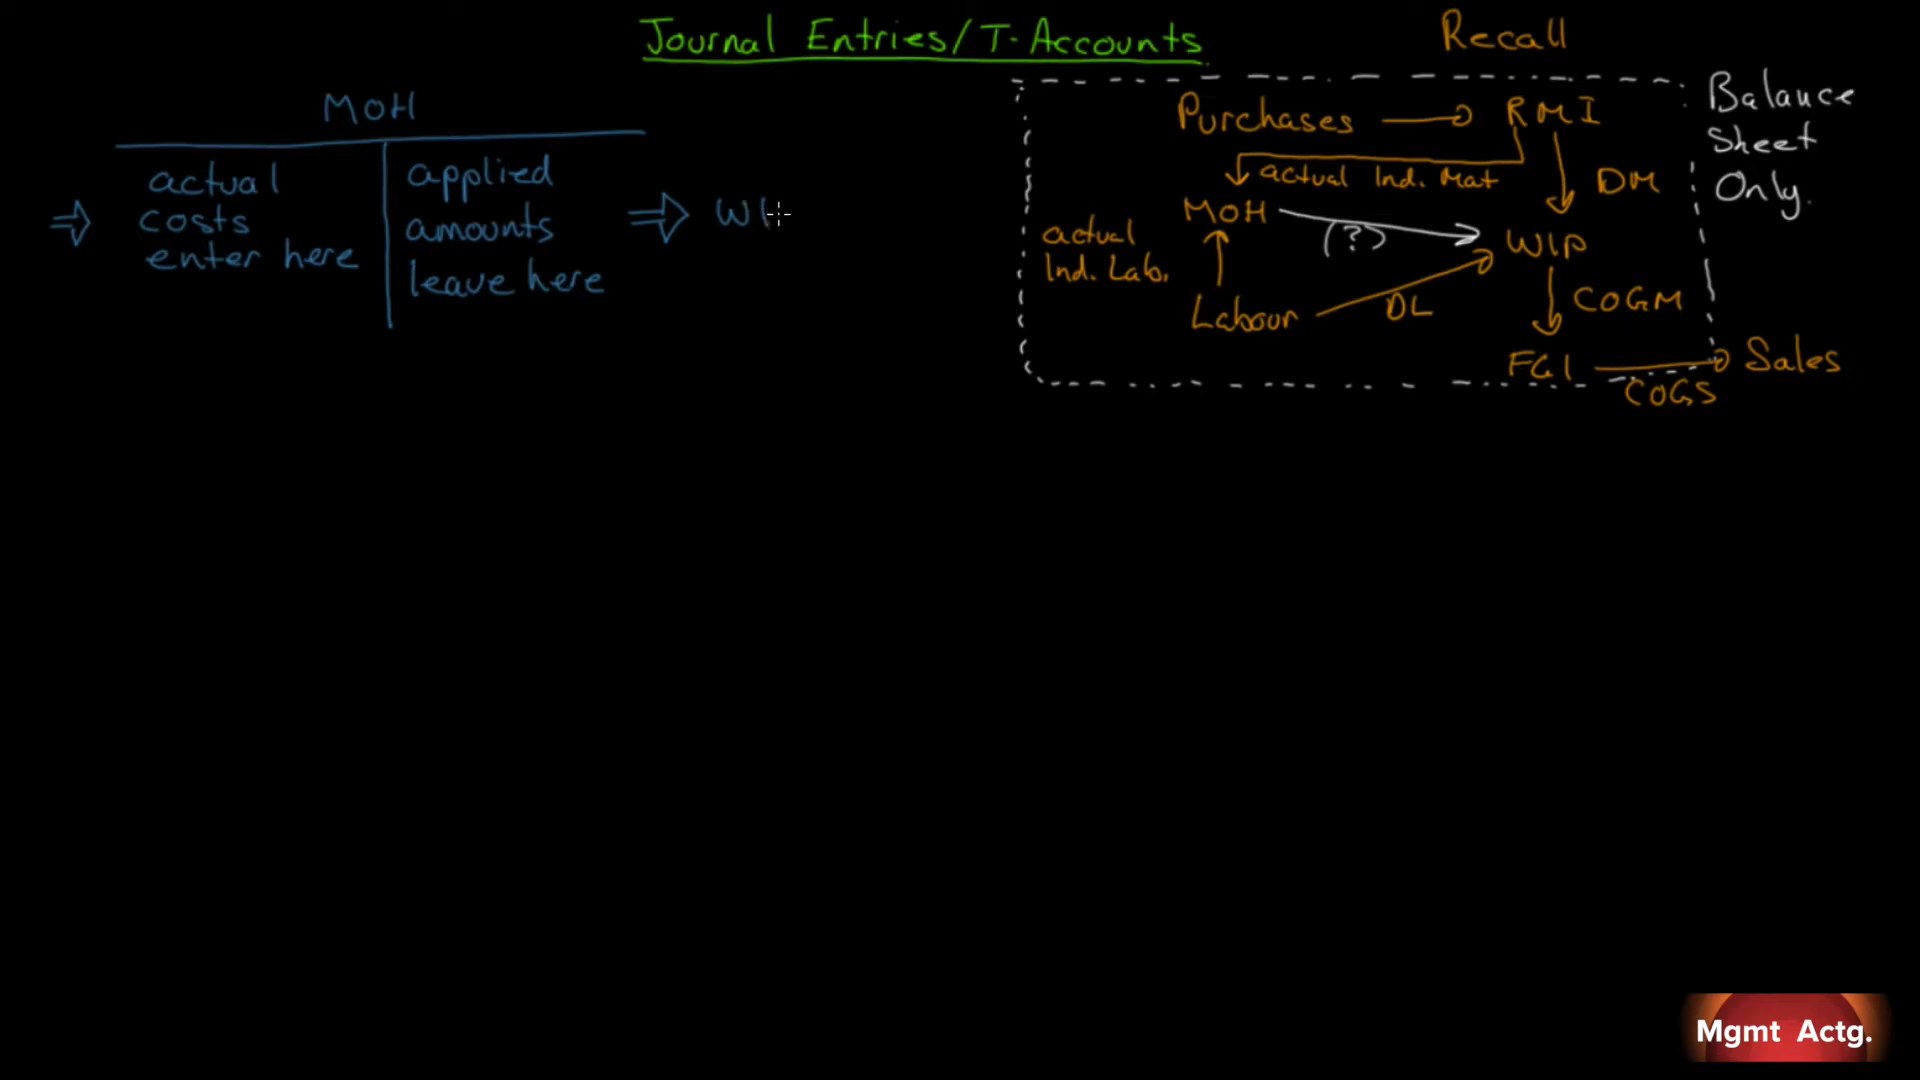 Journal Entries/T-Accounts
MOH
actual
costs
enter here
applied
amounts
leave here
WI
Recall
Balance
Sheet
Only.
Purchases
RMI
actual Ind. Mat
DM
MOH
(?)
WIP
actual
Ind. Lab.
Labour
DL
COGM
FGI
Sales
COGS
Mgmt Actg.